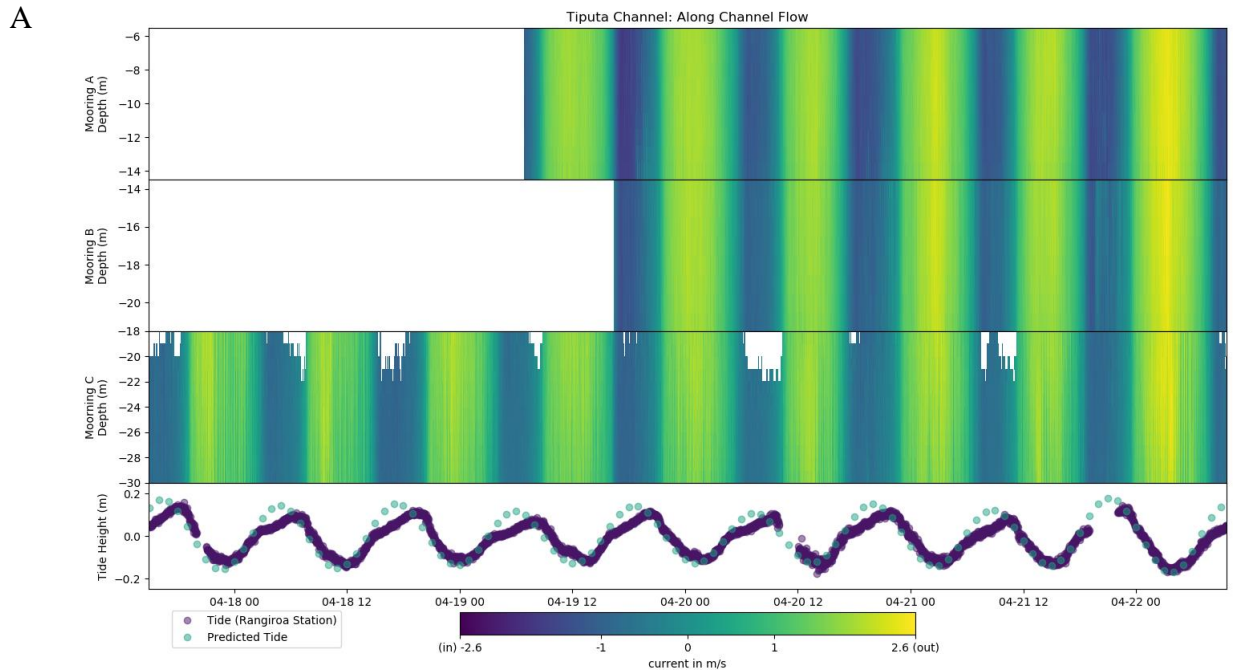 A
Tiputa Channel: Along Channel Flow
Mooring A
Depth (m)
−6
−8
−10
−12
−14
Mooring B
Depth (m)
−14
−16
−18
−20
Moorning C
Depth (m)
−18
−20
−22
−24
−26
−28
−30
Tide Height (m)
0.2
0.0
−0.2
04-18 00
04-18 12
04-19 00
04-19 12
04-20 00
04-20 12
04-21 00
04-21 12
04-22 00
Tide (Rangiroa Station)
Predicted Tide
(in) -2.6
-1
0
1
2.6 (out)
current in m/s